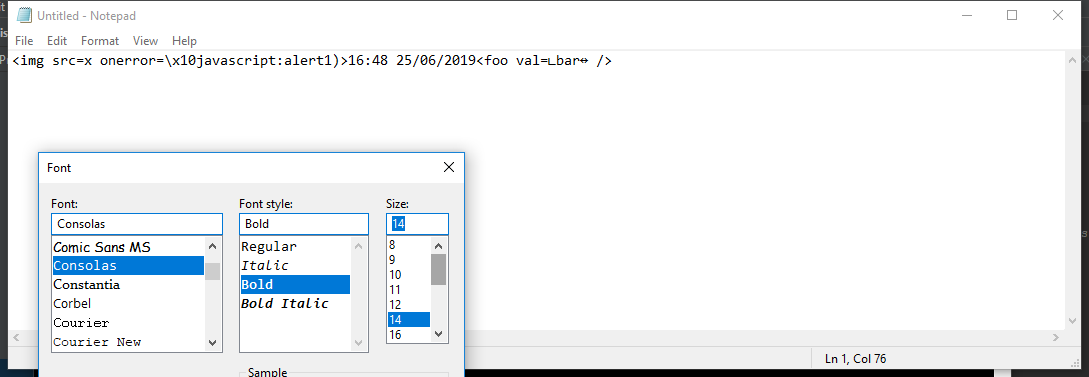 Untitled - Notepad
File Edit Format View Help
<img src=x onerror=\x10javascript:alert1)>16:48 25/06/2019<foo val=∟bar↔ />
Font
Font: Font style: Size:
Consolas Bold 14
Comic Sans MS Regular 8
Consolas Italic 9
Constantia Bold 10
Corbel Bold Italic 11
Courier 12
Courier New 14
16
Sample
Ln 1, Col 76